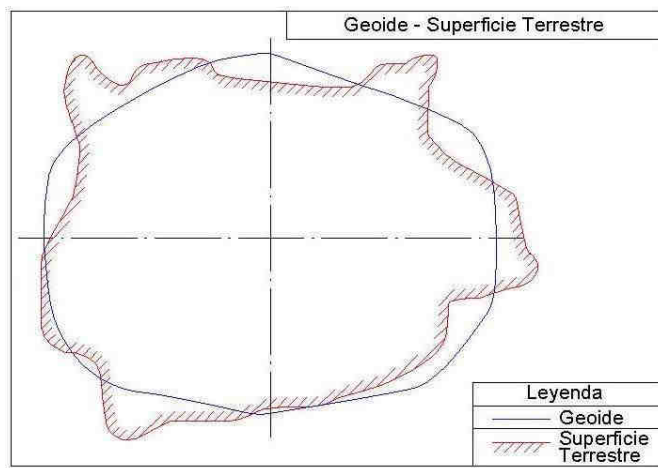 Geoide - Superficie Terrestre
Leyenda
Geoide
Superficie
Terrestre